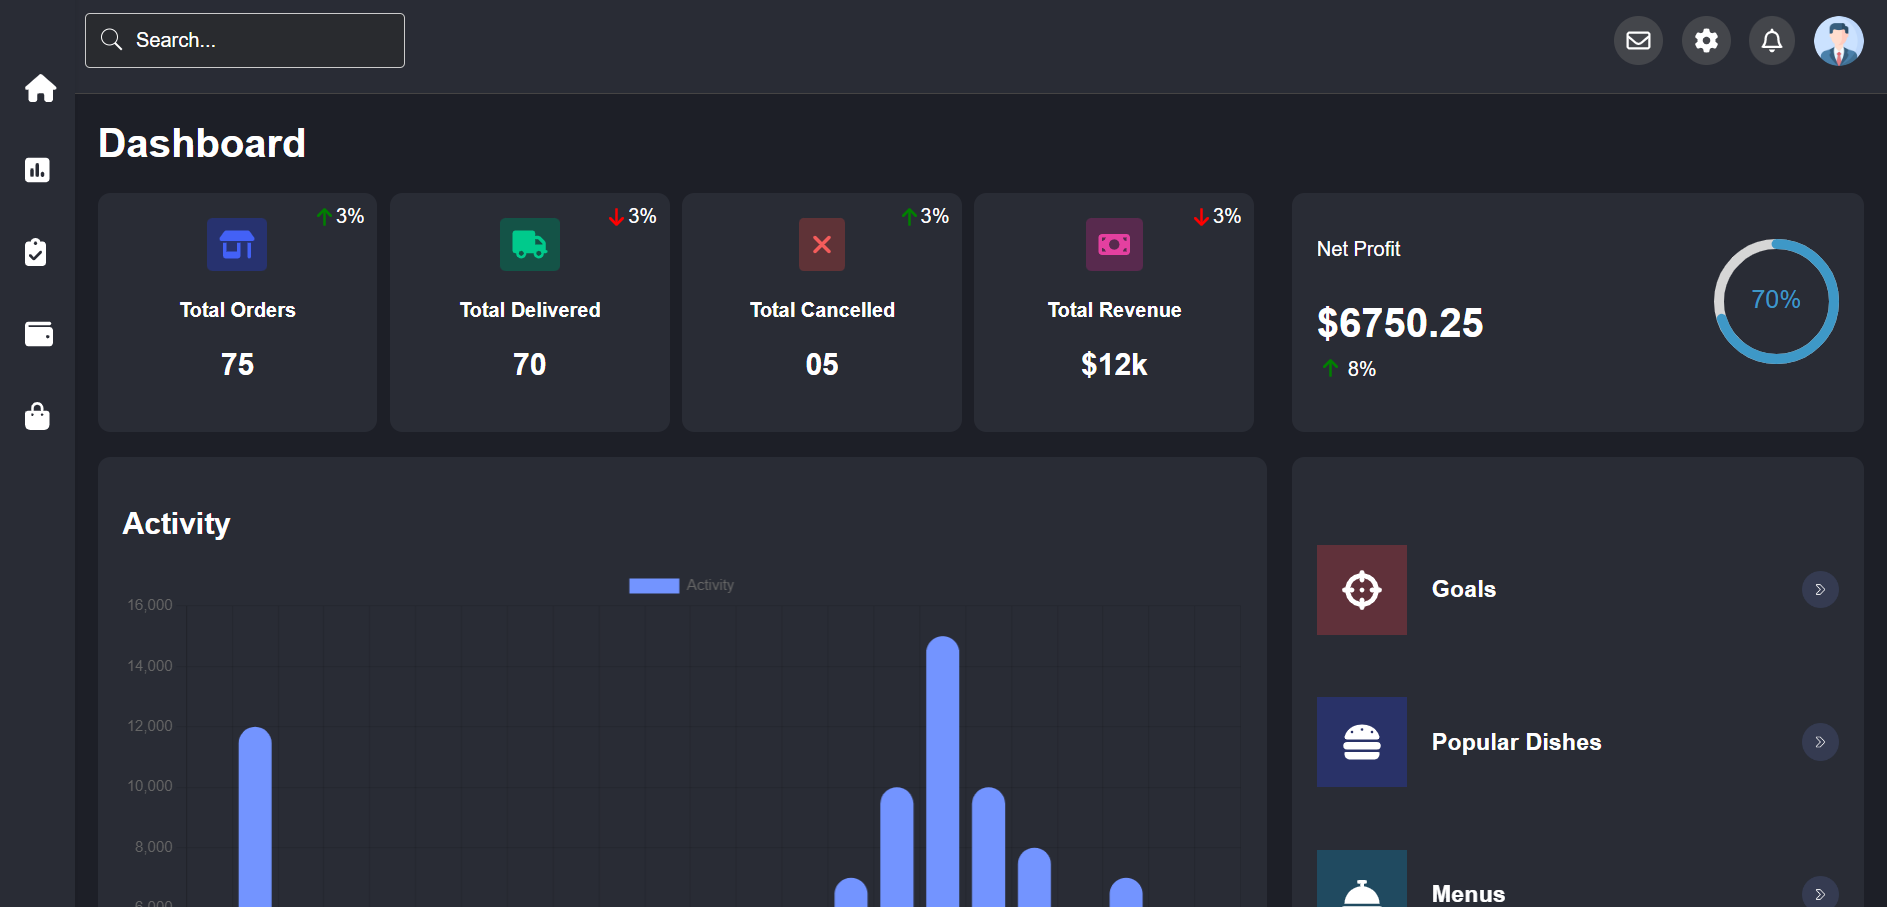 Search...
Dashboard
3%
Total Orders
75
3%
Total Delivered
70
3%
Total Cancelled
05
3%
Total Revenue
$12k
Net Profit
$6750.25
8%
70%
Activity
Activity
16,000
14,000
12,000
10,000
8,000
6,000
Goals
Popular Dishes
Menus